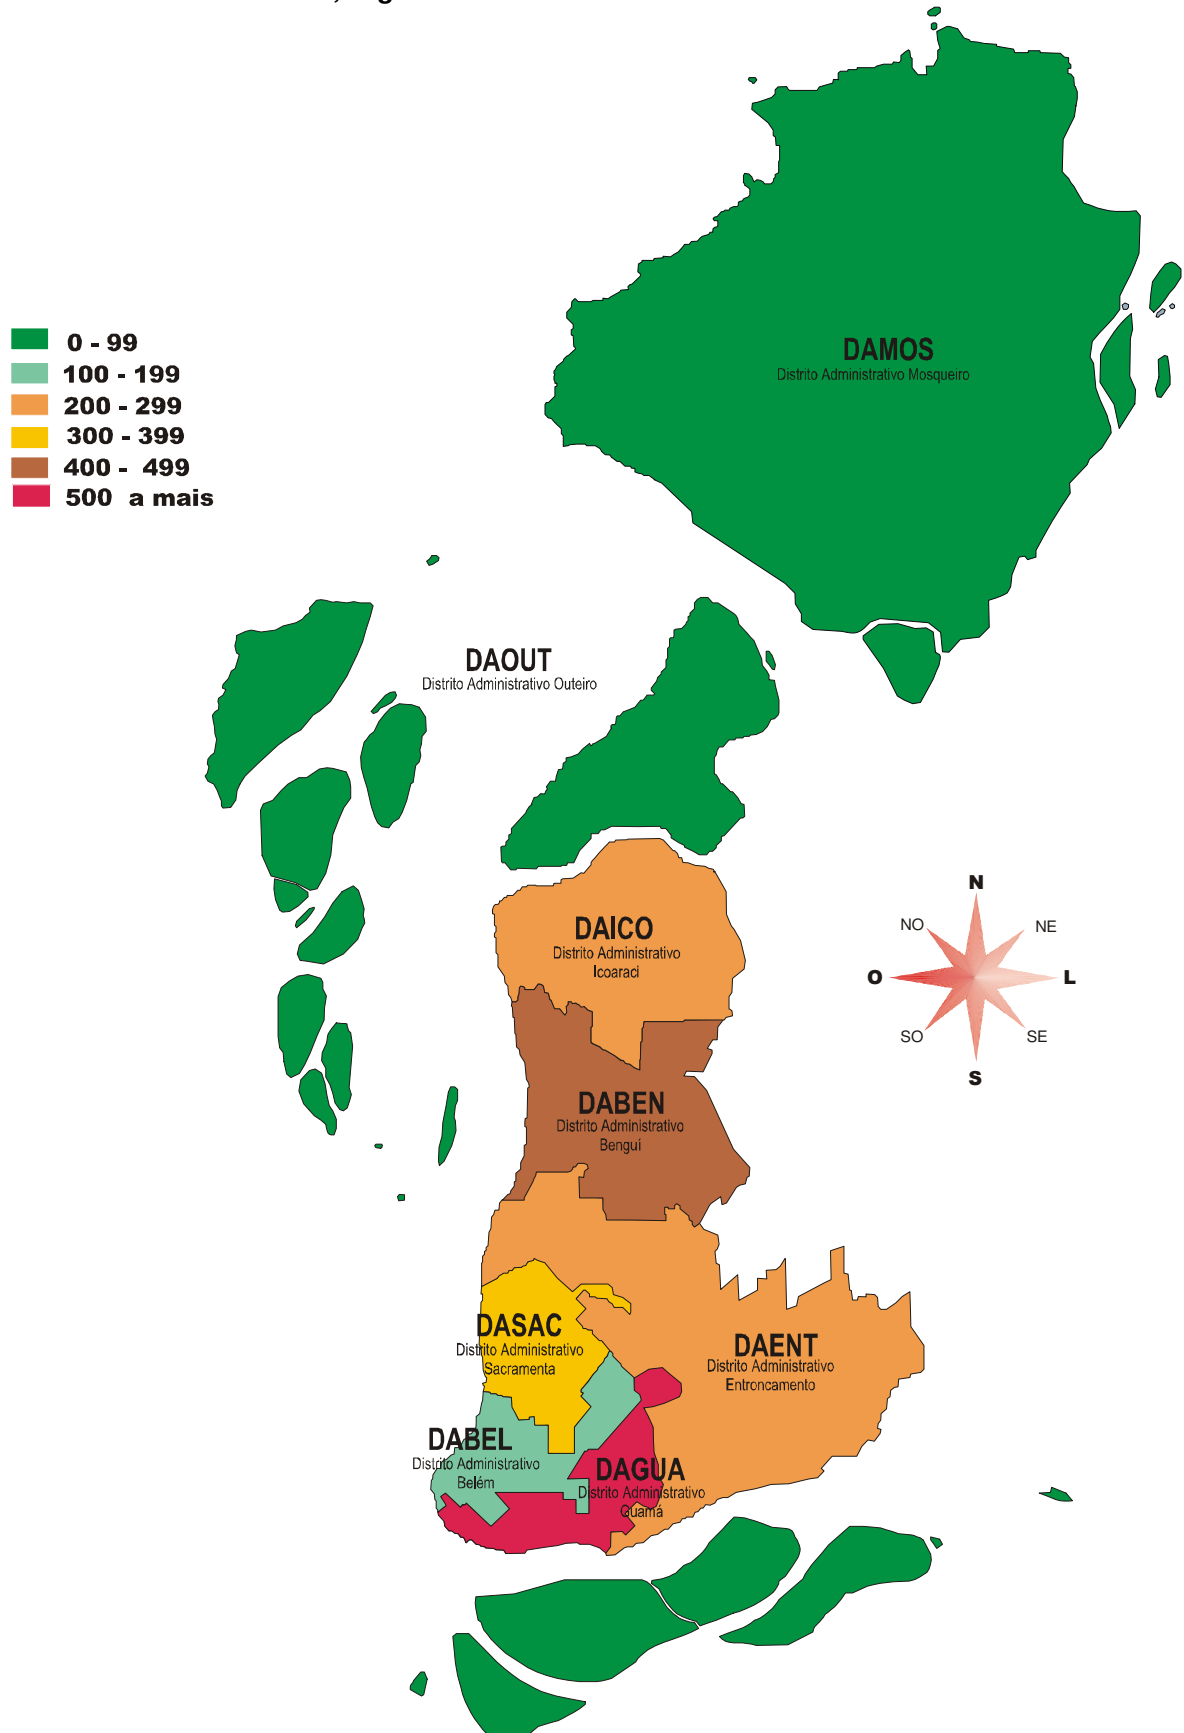 DAMOS
Distrito Administrativo Mosqueiro
0 - 99
100 - 199
200 - 299
300 - 399
400 - 499
500 a mais
DAOUT
Distrito Administrativo Outeiro
DAICO
Distrito Administrativo
Icoaraci
N
NO
NE
O
L
SO
SE
S
DABEN
Distrito Administrativo
Benguí
DASAC
Distrito Administrativo
Sacramenta
DAENT
Distrito Administrativo
Entroncamento
DABEL
Distrito Administrativo
Belém
DAGUA
Distrito Administrativo
Guamá